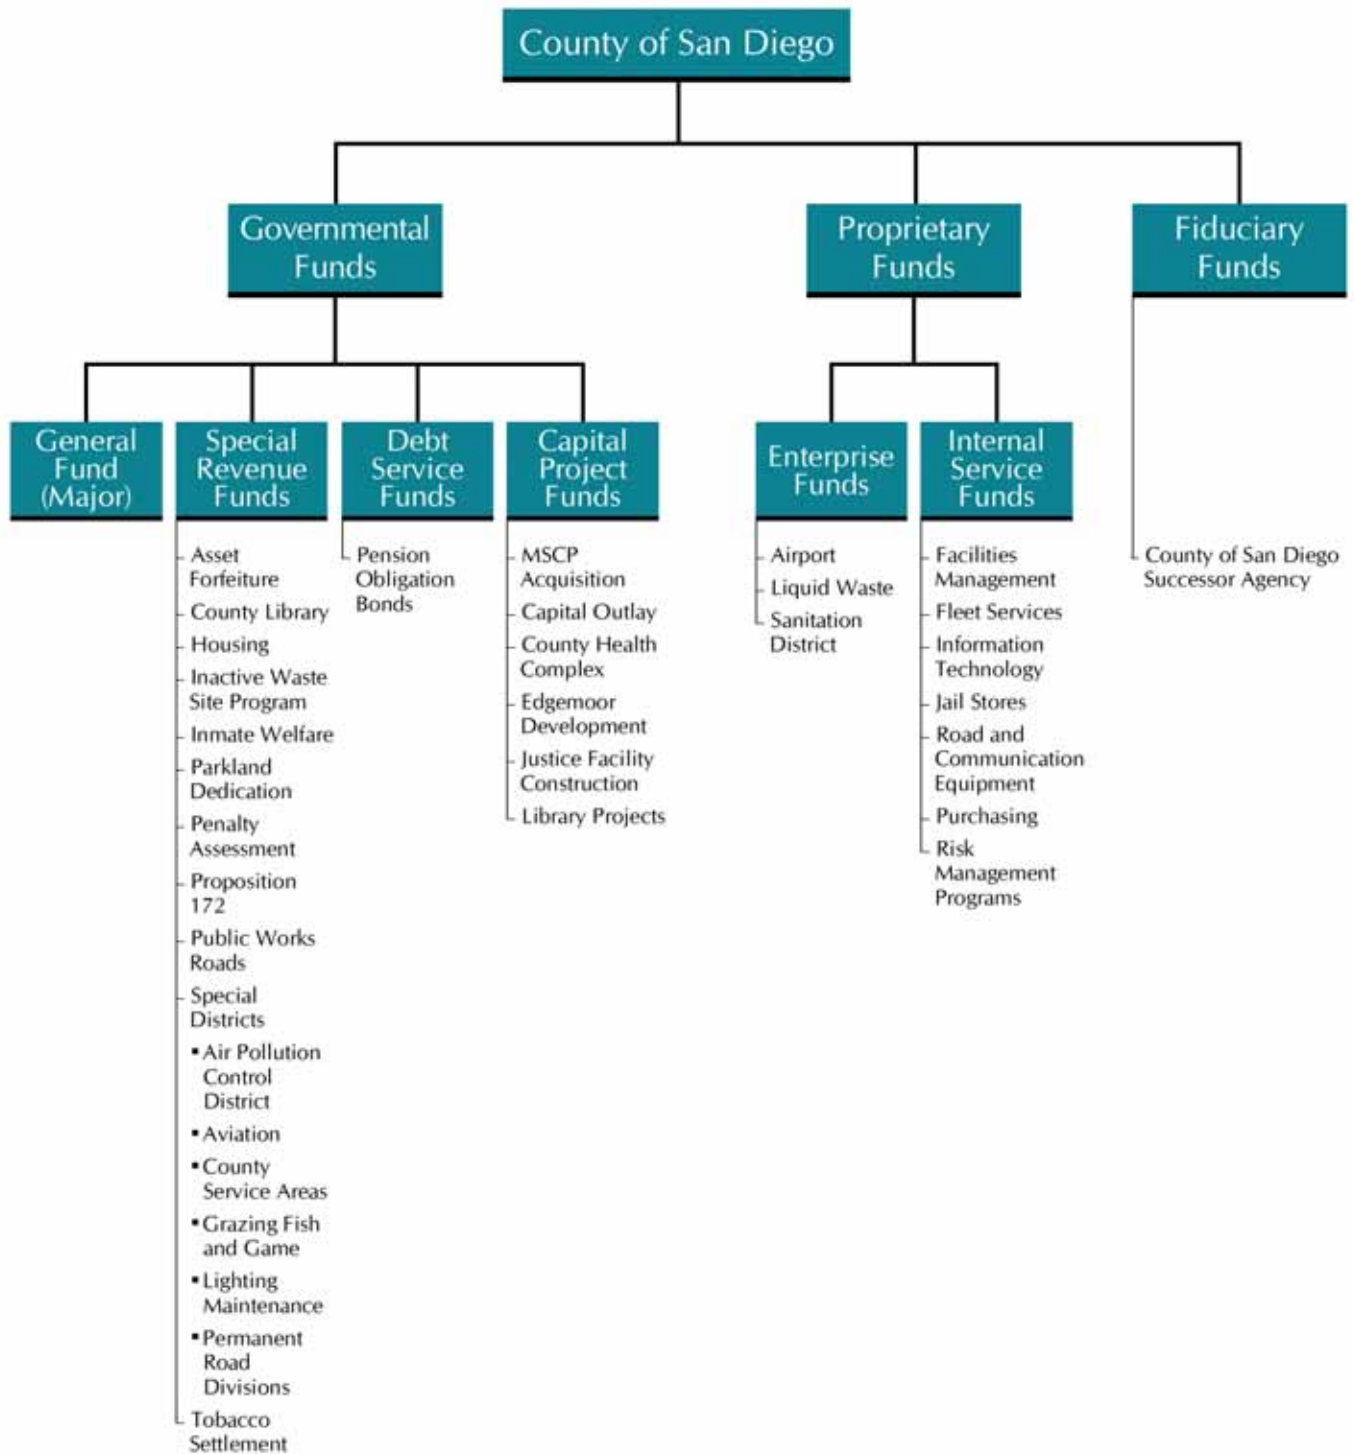 County of San Diego
Governmental
Funds
Proprietary
Funds
Fiduciary
Funds
General
Fund
(Major)
Special
Revenue
Funds
Debt
Service
Funds
Capital
Project
Funds
Enterprise
Funds
Internal
Service
Funds
Asset
Forfeiture
County Library
Housing
Inactive Waste
Site Program
Inmate Welfare
Parkland
Dedication
Penalty
Assessment
Proposition
172
Public Works
Roads
Special
Districts
▪ Air Pollution
Control
District
▪ Aviation
▪ County
Service Areas
▪ Grazing Fish
and Game
▪ Lighting
Maintenance
▪ Permanent
Road
Divisions
Tobacco
Settlement
Pension
Obligation
Bonds
MSCP
Acquisition
Capital Outlay
County Health
Complex
Edgemoor
Development
Justice Facility
Construction
Library Projects
Airport
Liquid Waste
Sanitation
District
Facilities
Management
Fleet Services
Information
Technology
Jail Stores
Road and
Communication
Equipment
Purchasing
Risk
Management
Programs
County of San Diego
Successor Agency